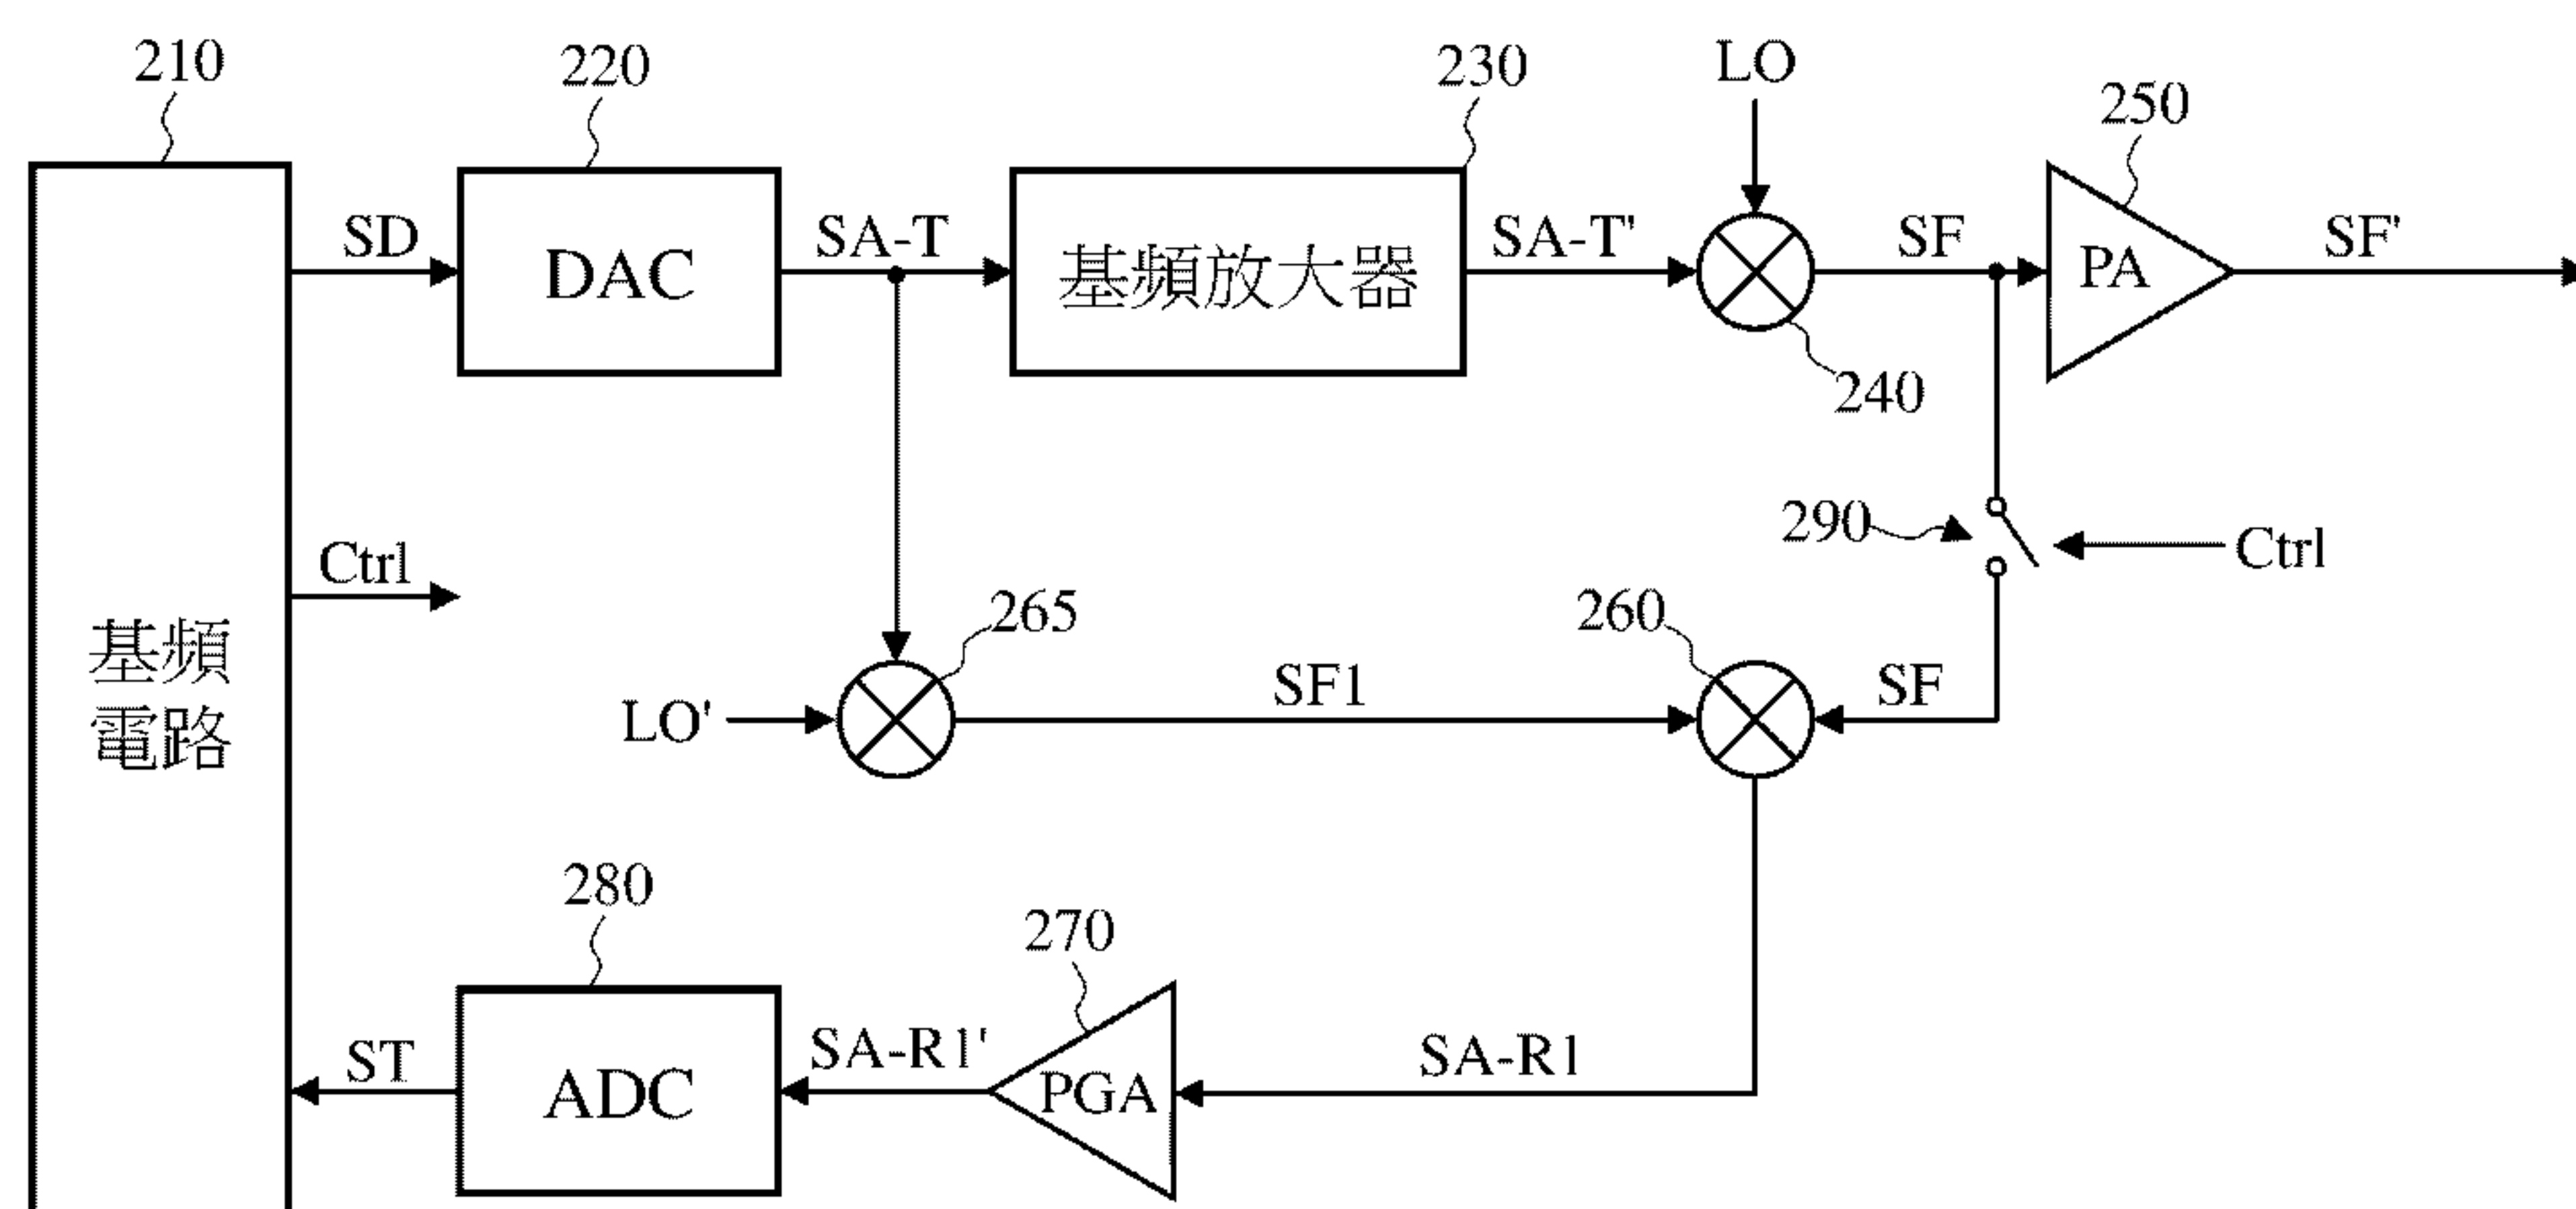 210
220
230
LO
250
SD
DAC
SA-T
基頻放大器
SA-T'
SF
PA
SF'
240
Ctrl
290
Ctrl
基頻
電路
265
260
LO'
SF1
SF
280
270
ST
ADC
SA-R1'
PGA
SA-R1